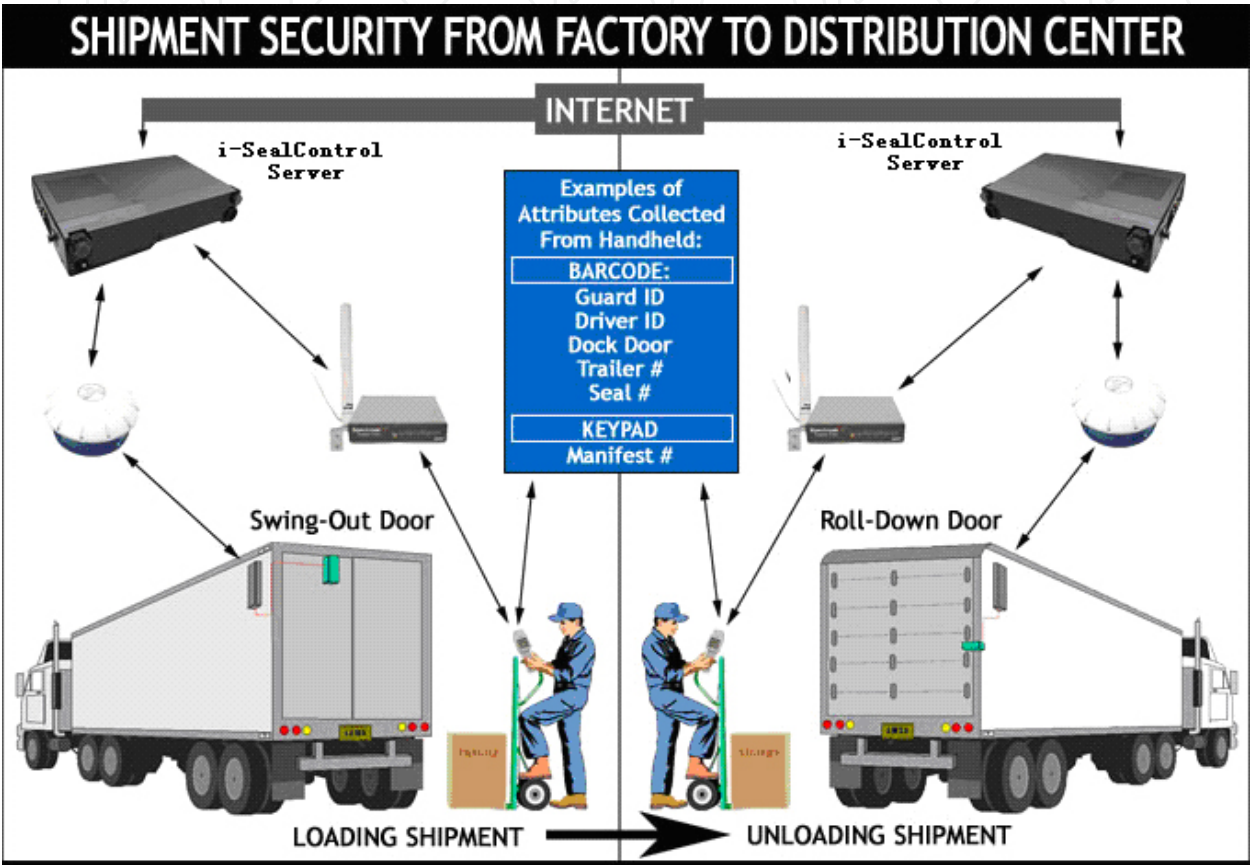 SHIPMENT SECURITY FROM FACTORY TO DISTRIBUTION CENTER
INTERNET
i-SealControl
Server
i-SealControl
Server
Examples of
Attributes Collected
From Handheld:
BARCODE:
Guard ID
Driver ID
Dock Door
Trailer #
Seal #
KEYPAD
Manifest #
Swing-Out Door
Roll-Down Door
LOADING SHIPMENT
UNLOADING SHIPMENT